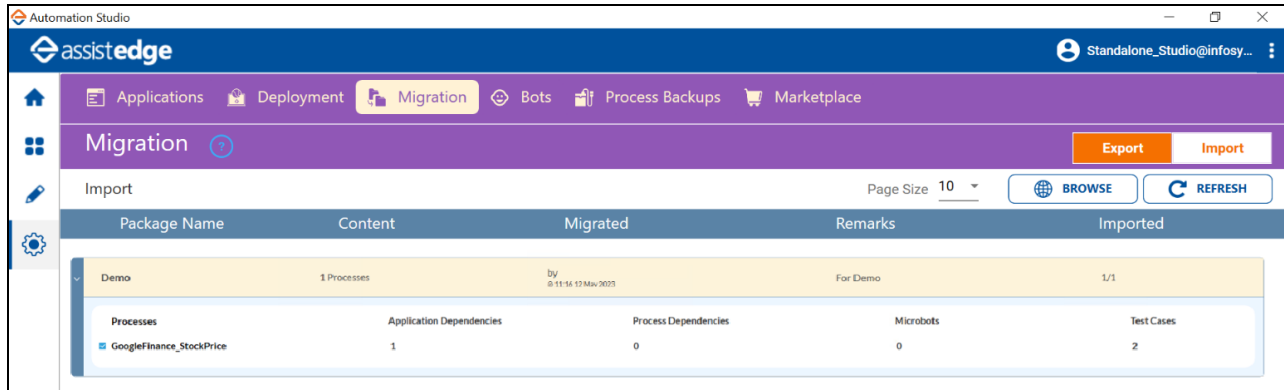 Automation Studio
assistedge
Standalone_Studio@infosy...
Applications Deployment Migration Bots Process Backups Marketplace
Migration ?
Export Import
Import
Page Size 10
BROWSE
REFRESH
Package Name Content Migrated Remarks Imported
Demo 1 Processes by For Demo 1/1
@ 11:16 12 May 2023
Processes Application Dependencies Process Dependencies Microbots Test Cases
GoogleFinance_StockPrice 1 0 0 2